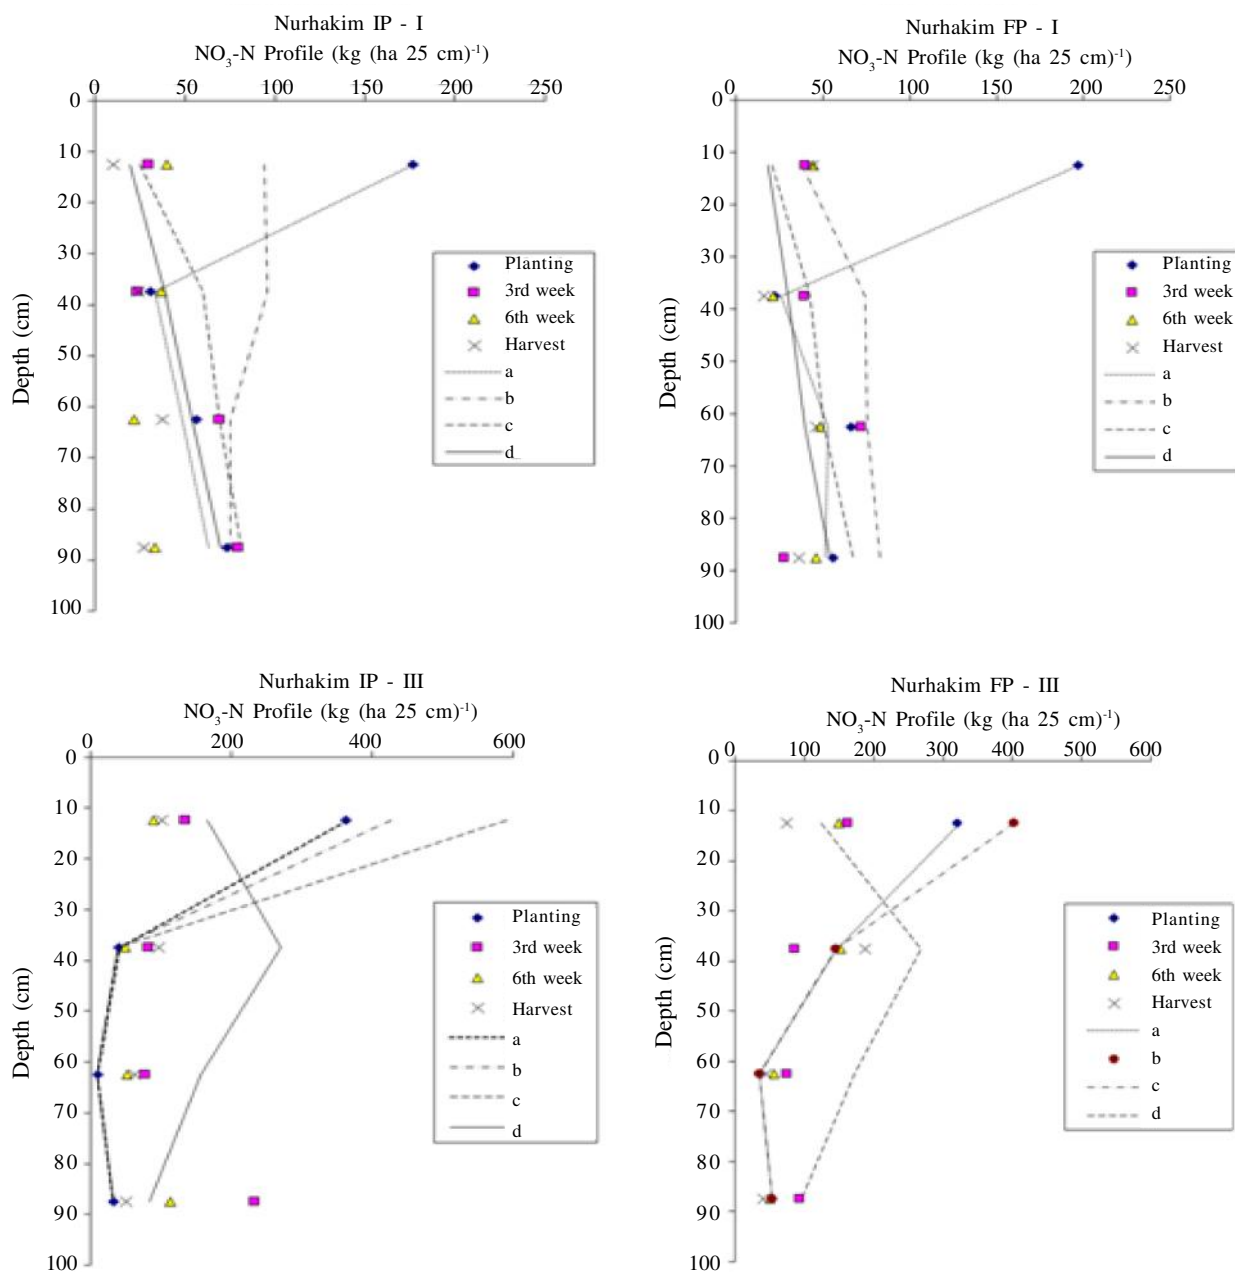 Nurhakim IP - I
NO3-N Profile (kg (ha 25 cm)-1)
0 50 100 150 200 250
0
10
20
30
40
50
60
70
80
90
100
Depth (cm)
Planting
3rd week
6th week
Harvest
a
b
c
d
Nurhakim FP - I
NO3-N Profile (kg (ha 25 cm)-1)
0 50 100 150 200 250
0
10
20
30
40
50
60
70
80
90
100
Depth (cm)
Planting
3rd week
6th week
Harvest
a
b
c
d
Nurhakim IP - III
NO3-N Profile (kg (ha 25 cm)-1)
0 200 400 600
0
10
20
30
40
50
60
70
80
90
100
Depth (cm)
Planting
3rd week
6th week
Harvest
a
b
c
d
Nurhakim FP - III
NO3-N Profile (kg (ha 25 cm)-1)
0 100 200 300 400 500 600
0
10
20
30
40
50
60
70
80
90
100
Depth (cm)
Planting
3rd week
6th week
Harvest
a
b
c
d